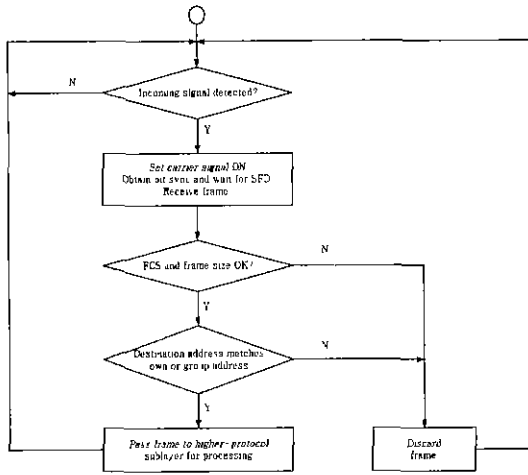 N
Incoming signal detected?
Y
Set carrier signal ON
Obtain bit sync and wait for SFD
Receive frame
FCS and frame size OK?
N
Y
Destination address matches
own or group address
N
Y
Pass frame to higher-protocol
sublayer for processing
Discard
frame